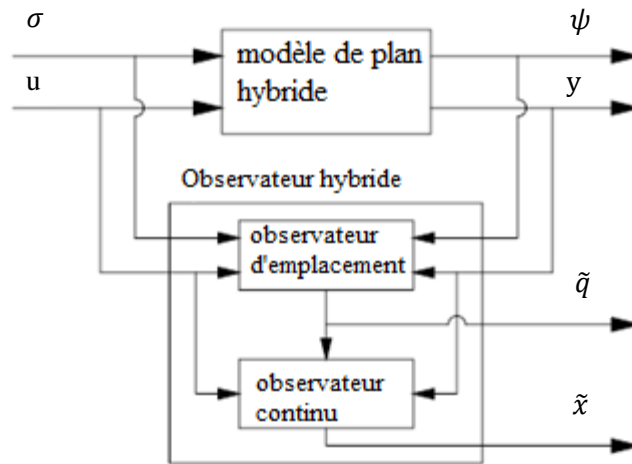 σ
ψ
modèle de plan
hybride
u
y
Observateur hybride
observateur
d'emplacement
q̃
observateur
continu
x̃